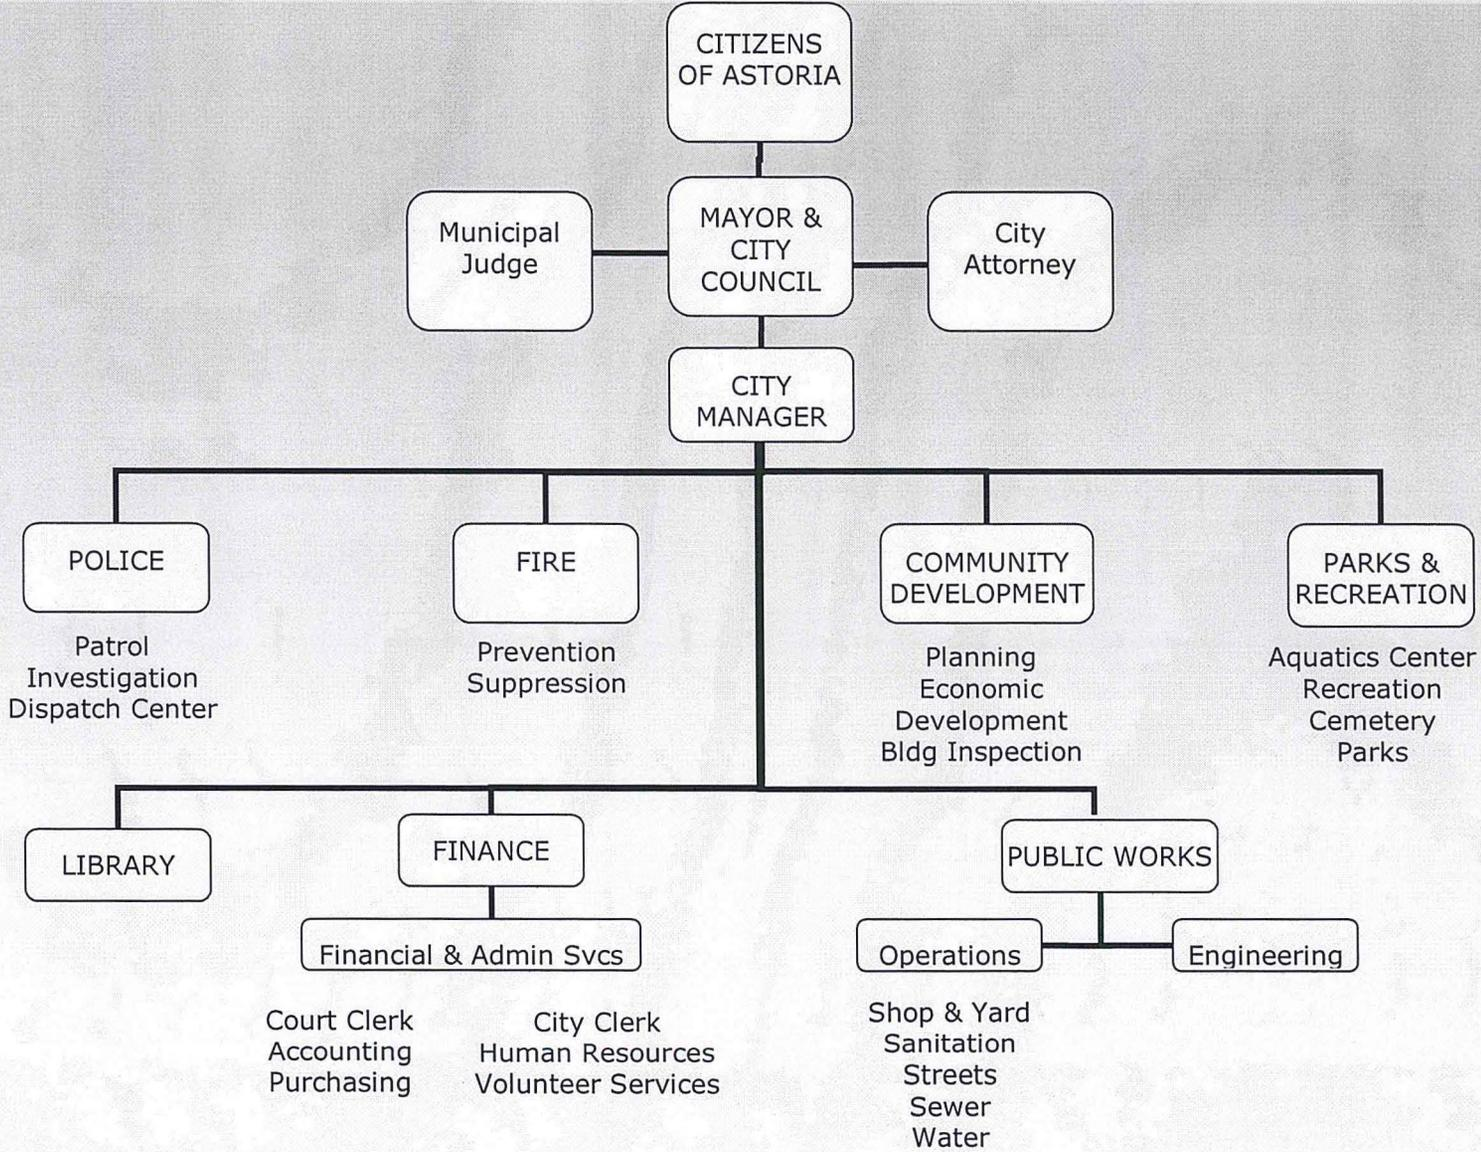 CITIZENS
OF ASTORIA
Municipal
Judge
MAYOR &
CITY
COUNCIL
City
Attorney
CITY
MANAGER
POLICE
Patrol
Investigation
Dispatch Center
FIRE
Prevention
Suppression
COMMUNITY
DEVELOPMENT
Planning
Economic
Development
Bldg Inspection
PARKS &
RECREATION
Aquatics Center
Recreation
Cemetery
Parks
LIBRARY
FINANCE
Financial & Admin Svcs
Court Clerk
Accounting
Purchasing
City Clerk
Human Resources
Volunteer Services
PUBLIC WORKS
Operations
Engineering
Shop & Yard
Sanitation
Streets
Sewer
Water